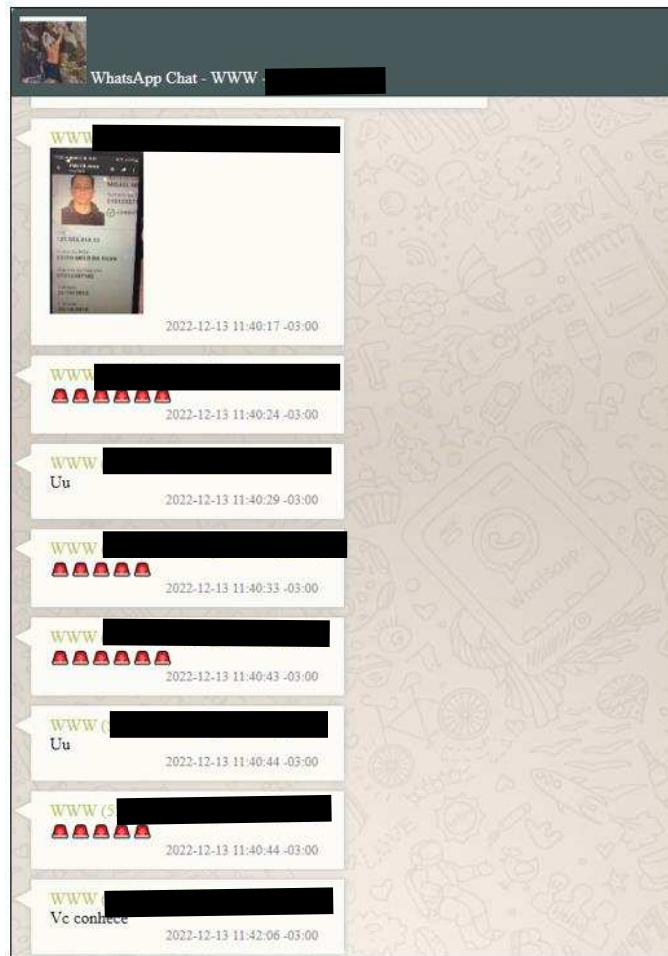 WhatsApp Chat - WWW -
WWW
2022-12-13 11:40:17 -03:00
WWW
🚨🚨🚨🚨🚨🚨
2022-12-13 11:40:24 -03:00
WWW (
Uu
2022-12-13 11:40:29 -03:00
WWW (
🚨🚨🚨🚨🚨
2022-12-13 11:40:33 -03:00
WWW
🚨🚨🚨🚨🚨🚨
2022-12-13 11:40:43 -03:00
WWW (
Uu
2022-12-13 11:40:44 -03:00
WWW (5
🚨🚨🚨🚨🚨
2022-12-13 11:40:44 -03:00
WWW
Vc conhece
2022-12-13 11:42:06 -03:00